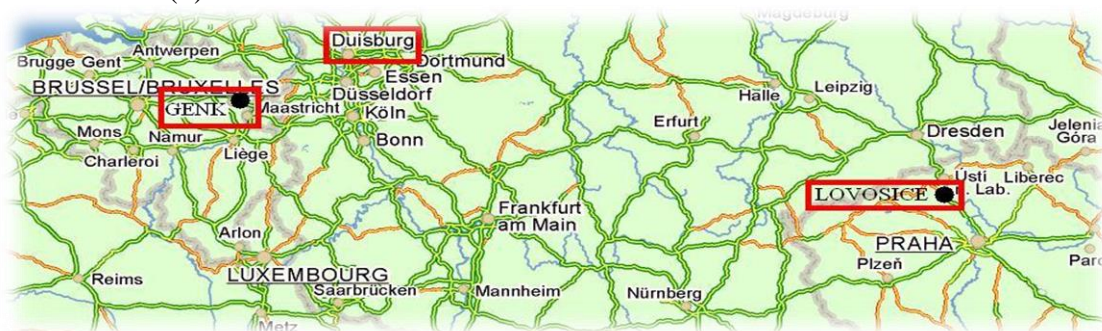 (
)
Magdeburg
Duisburg
Antwerpen
Brugge Gent
Dortmund
Essen
BRUSSEL/BRUXELLES
Düsseldorf
Halle
Leipzig
GENK
Maastricht
Köln
Mons
Namur
Bonn
Erfurt
Dresden
Jelenia
Góra
Charleroi
Liège
Ústi
n. Lab.
Liberec
LOVOSICE
Frankfurt
am Main
Arlon
PRAHA
Plzeň
Reims
LUXEMBOURG
Saarbrücken
Mannheim
Nürnberg
Metz